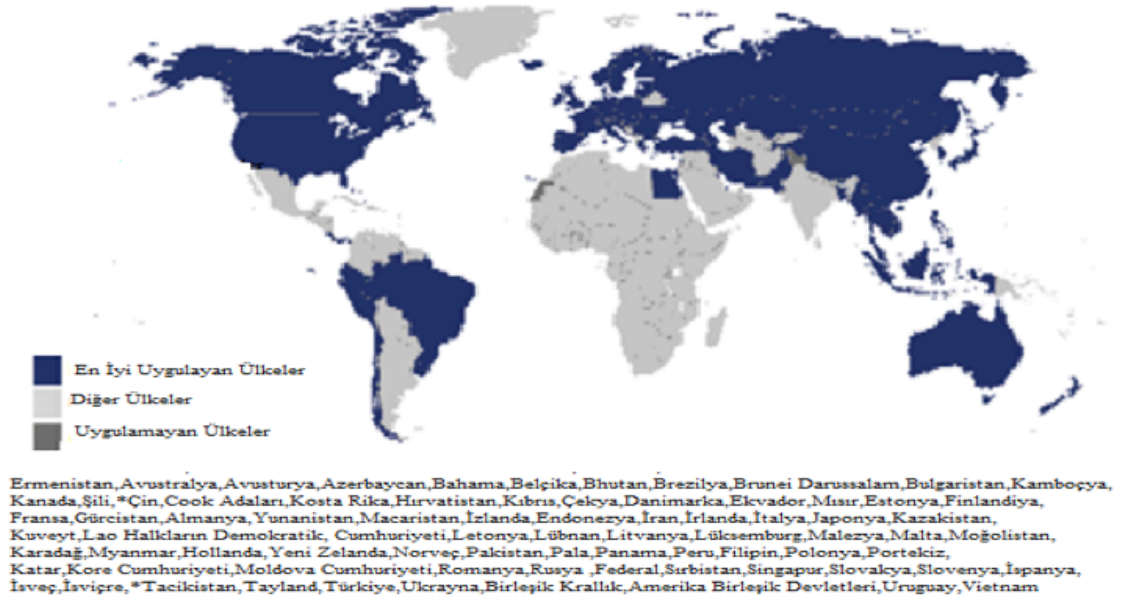 En İyi Uygulayan Ülkeler
Diğer Ülkeler
Uygulamayan Ülkeler
Ermenistan,Avustralya,Avusturya,Azerbaycan,Bahama,Belçika,Bhutan,Brezilya,Brunei Darussalam,Bulgaristan,Kamboçya,
Kanada,Şili,*Çin,Cook Adaları,Kosta Rika,Hırvatistan,Kıbrıs,Çekya,Danimarka,Ekvador,Mısır,Estonya,Finlandiya,
Fransa,Gürcistan,Almanya,Yunanistan,Macaristan,İzlanda,Endonezya,İran,İrlanda,İtalya,Japonya,Kazakistan,
Kuveyt,Lao Halkların Demokratik, Cumhuriyeti,Letonya,Lübnan,Litvanya,Lüksemburg,Malezya,Malta,Moğolistan,
Karadağ,Myanmar,Hollanda,Yeni Zelanda,Norveç,Pakistan,Pala,Panama,Peru,Filipin,Polonya,Portekiz,
Katar,Kore Cumhuriyeti,Moldova Cumhuriyeti,Romanya,Rusya ,Federal,Sırbistan,Singapur,Slovakya,Slovenya,İspanya,
İsveç,İsviçre,*Tacikistan,Tayland,Türkiye,Ukrayna,Birleşik Krallık,Amerika Birleşik Devletleri,Uruguay,Vietnam